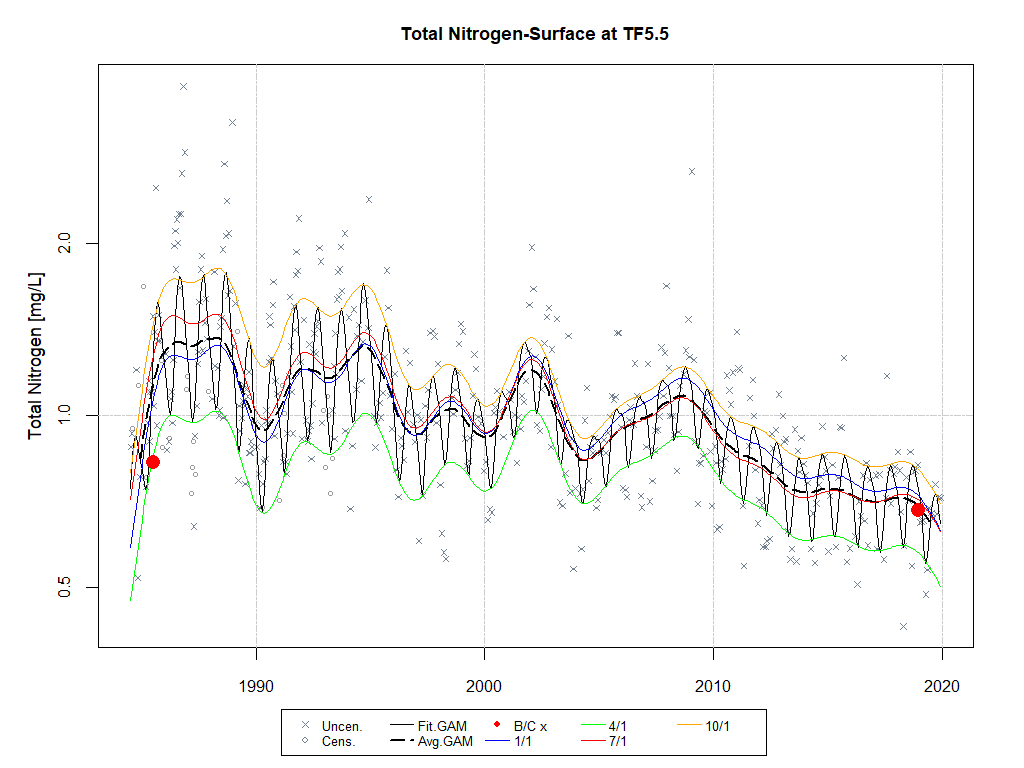 Total Nitrogen-Surface at TF5.5
Total Nitrogen [mg/L]
2.0
1.0
0.5
1990 2000 2010 2020
Uncen. Fit.GAM B/C x 4/1 10/1
Cens. Avg.GAM 1/1 7/1